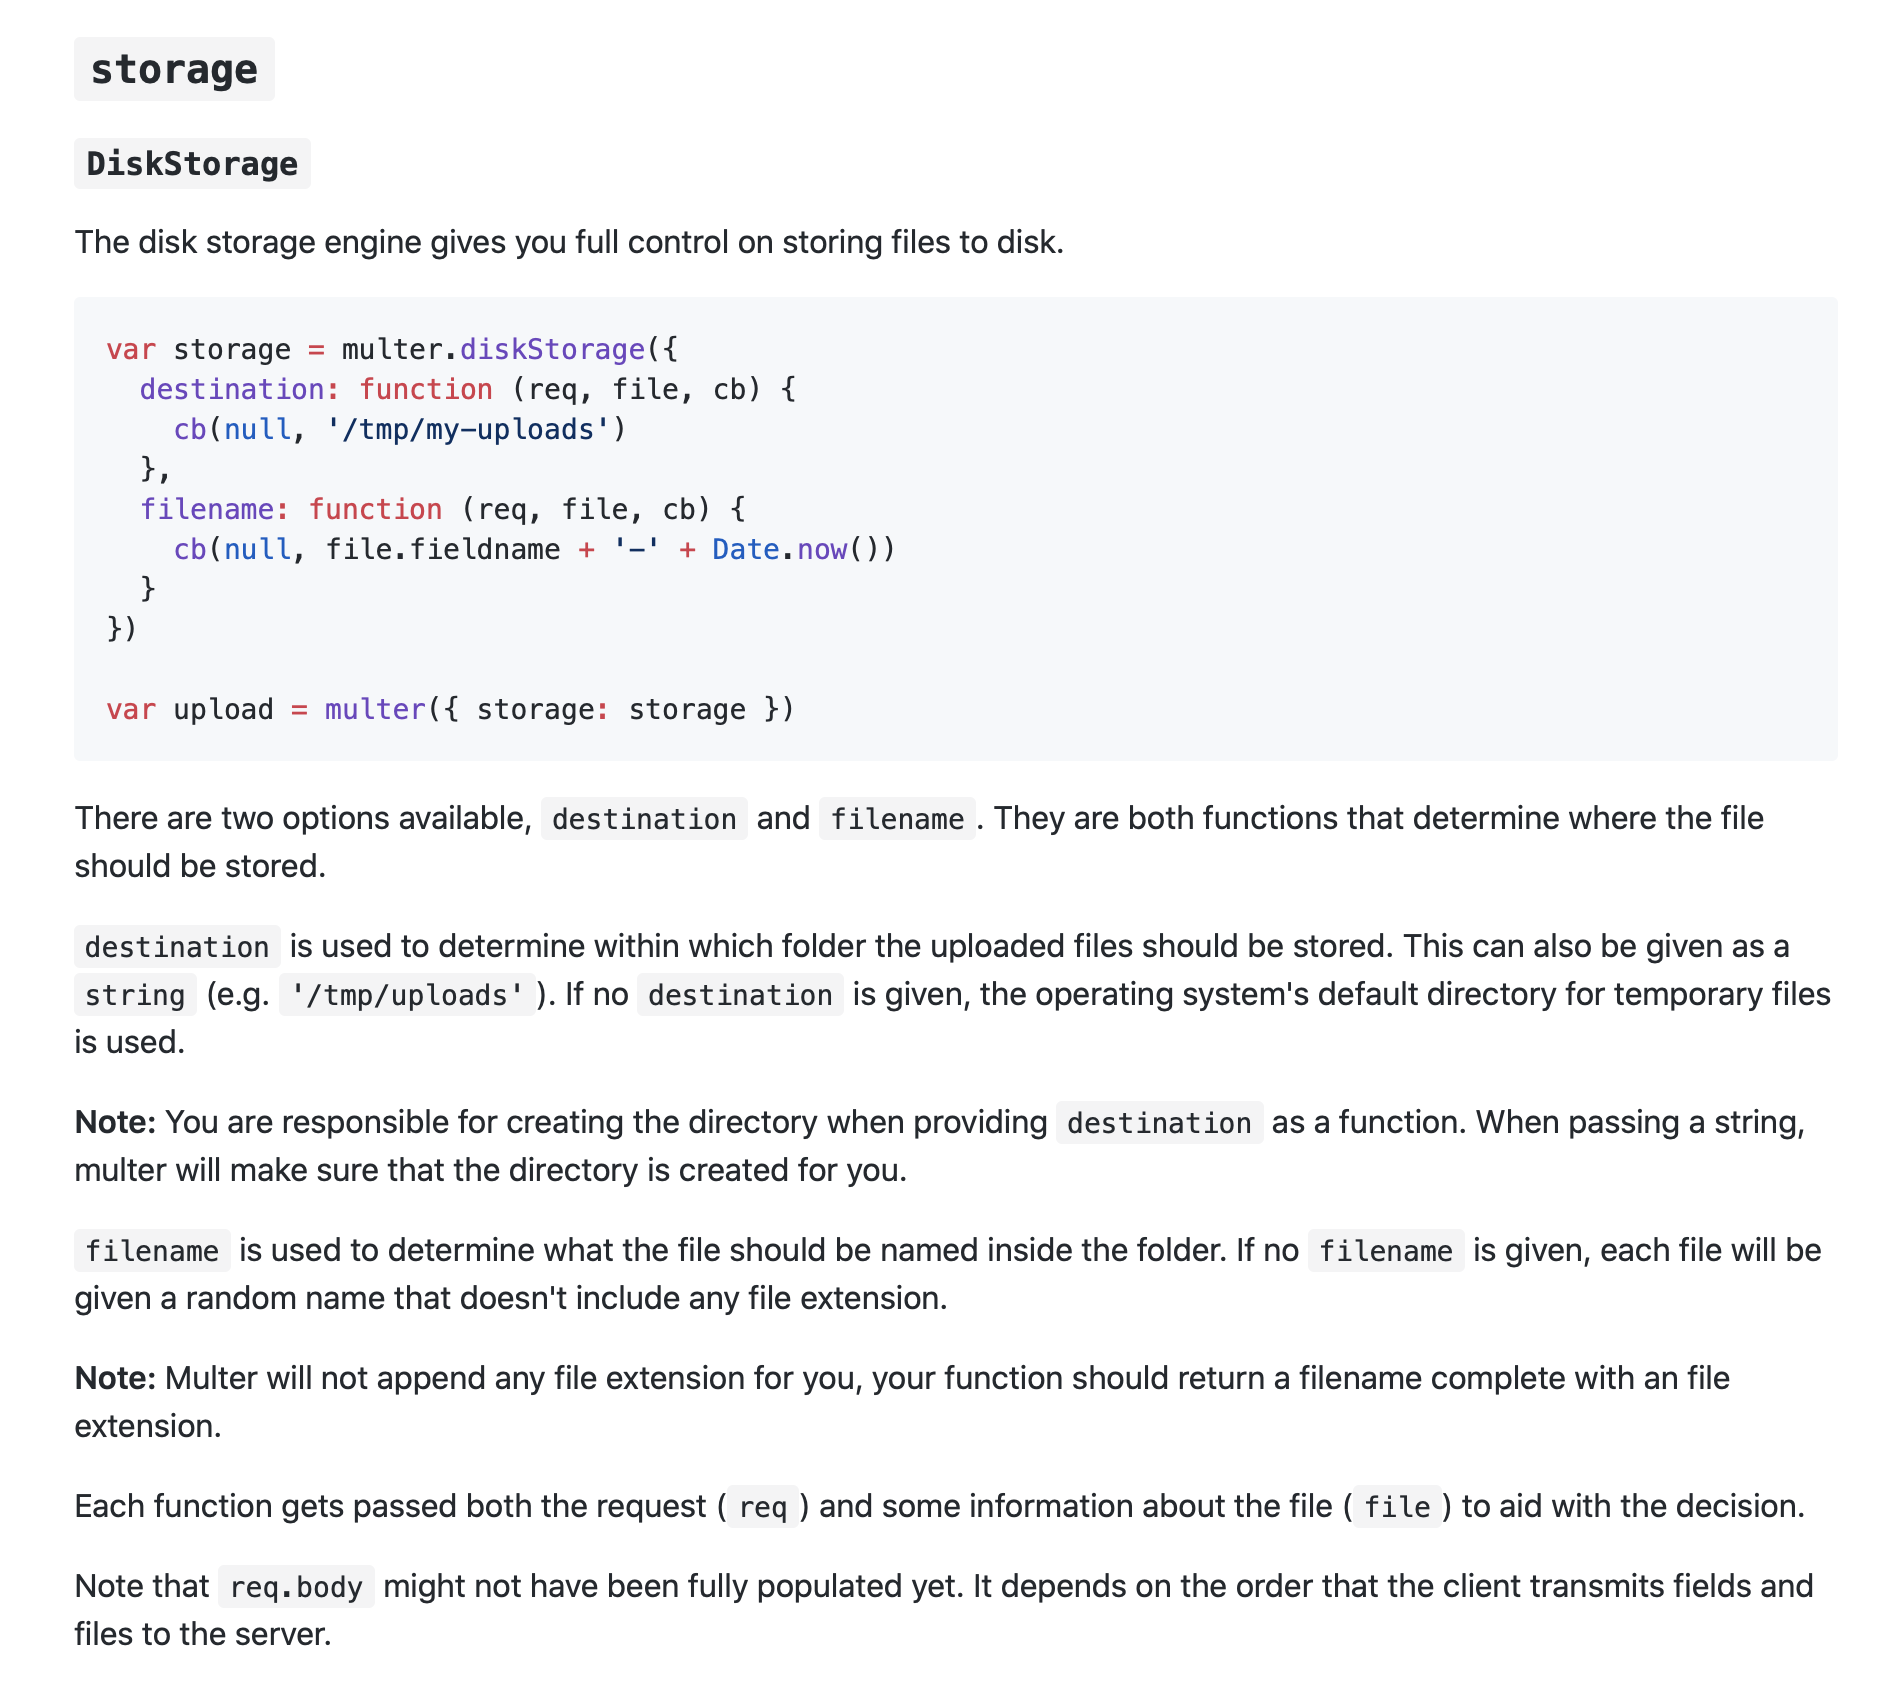 storage
DiskStorage
The disk storage engine gives you full control on storing files to disk.
var storage = multer.diskStorage({
  destination: function (req, file, cb) {
    cb(null, '/tmp/my-uploads')
  },
  filename: function (req, file, cb) {
    cb(null, file.fieldname + '-' + Date.now())
  }
})
var upload = multer({ storage: storage })
There are two options available, destination and filename. They are both functions that determine where the file
should be stored.
destination is used to determine within which folder the uploaded files should be stored. This can also be given as a
string (e.g. '/tmp/uploads'). If no destination is given, the operating system's default directory for temporary files
is used.
Note: You are responsible for creating the directory when providing destination as a function. When passing a string,
multer will make sure that the directory is created for you.
filename is used to determine what the file should be named inside the folder. If no filename is given, each file will be
given a random name that doesn't include any file extension.
Note: Multer will not append any file extension for you, your function should return a filename complete with an file
extension.
Each function gets passed both the request (req) and some information about the file (file) to aid with the decision.
Note that req.body might not have been fully populated yet. It depends on the order that the client transmits fields and
files to the server.